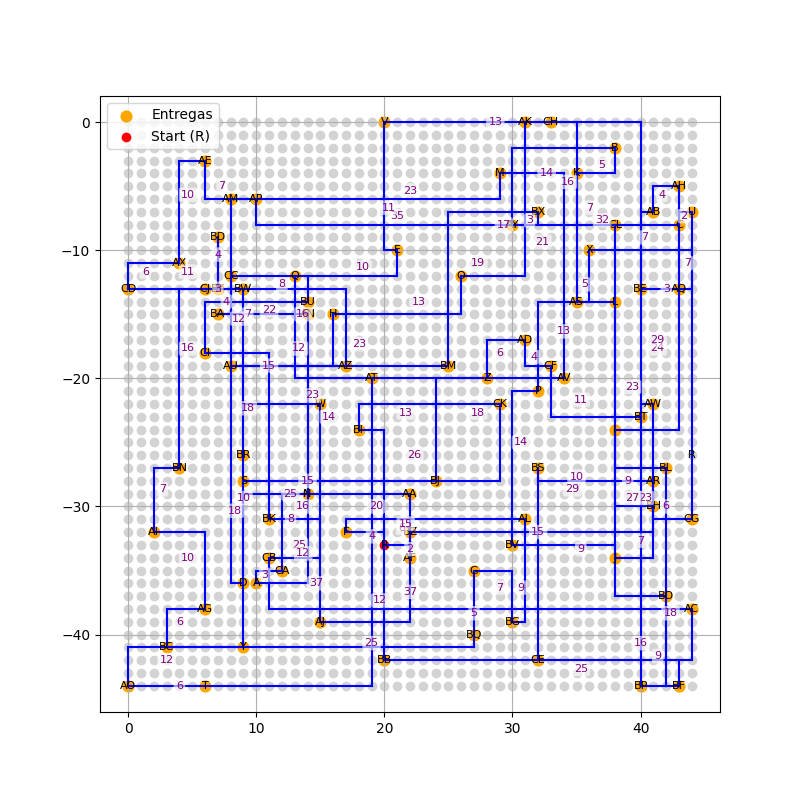 Entregas
Start (R)
0
−10
−20
−30
−40
0
10
20
30
40
V
13
AK
CH
B
5
AE
10
7
AM
AP
23
M
14
K
16
AH
4
AB
U
2
11
35
17
BX
3
7
32
CL
BD
4
E
21
X
7
7
AX
6
11
CC
Q
10
O
19
5
CD
CJ
3
BW
8
BE
3
AQ
4
BU
BA
7
22
16
H
13
AS
L
12
CI
16
12
23
AD
6
4
13
29
24
AU
15
AZ
BM
Z
CF
AV
AT
P
23
18
W
23
14
13
18
CK
11
AW
BT
BI
14
BR
26
R
BN
BS
BL
S
15
BJ
10
9
AR
7
10
25
N
AA
29
27
23
18
16
20
BH
6
BK
8
AL
CG
AI
4
I
15
15
25
R
BV
9
7
10
CB
12
2
3
CA
G
D
A
37
37
7
9
BO
AG
12
5
18
AC
6
AJ
BG
BQ
BC
Y
25
16
12
BB
CE
25
9
AO
6
T
BP
BF